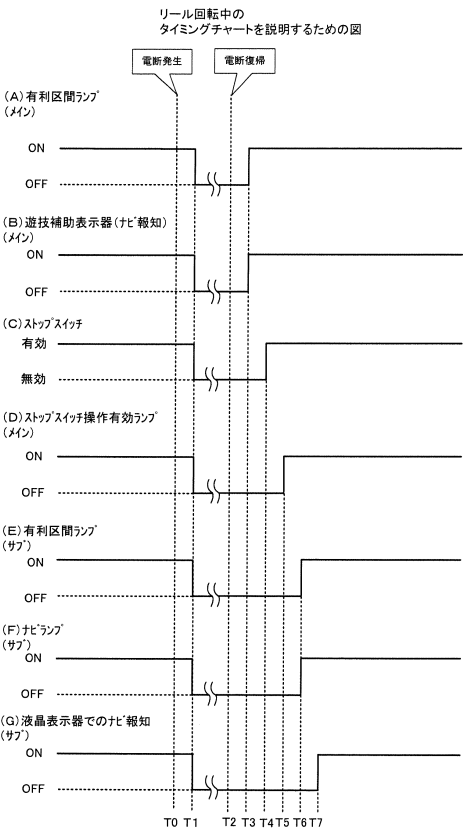 リール回転中の
タイミングチャートを説明するための図
電断発生
電断復帰
(A)有利区間ランプ
(メイン)
ON
OFF
(B)遊技補助表示器(ナビ報知)
(メイン)
ON
OFF
(C)ストップスイッチ
有効
無効
(D)ストップスイッチ操作有効ランプ
(メイン)
ON
OFF
(E)有利区間ランプ
(サブ)
ON
OFF
(F)ナビランプ
(サブ)
ON
OFF
(G)液晶表示器でのナビ報知
(サブ)
ON
OFF
T0 T1 T2 T3 T4 T5 T6 T7